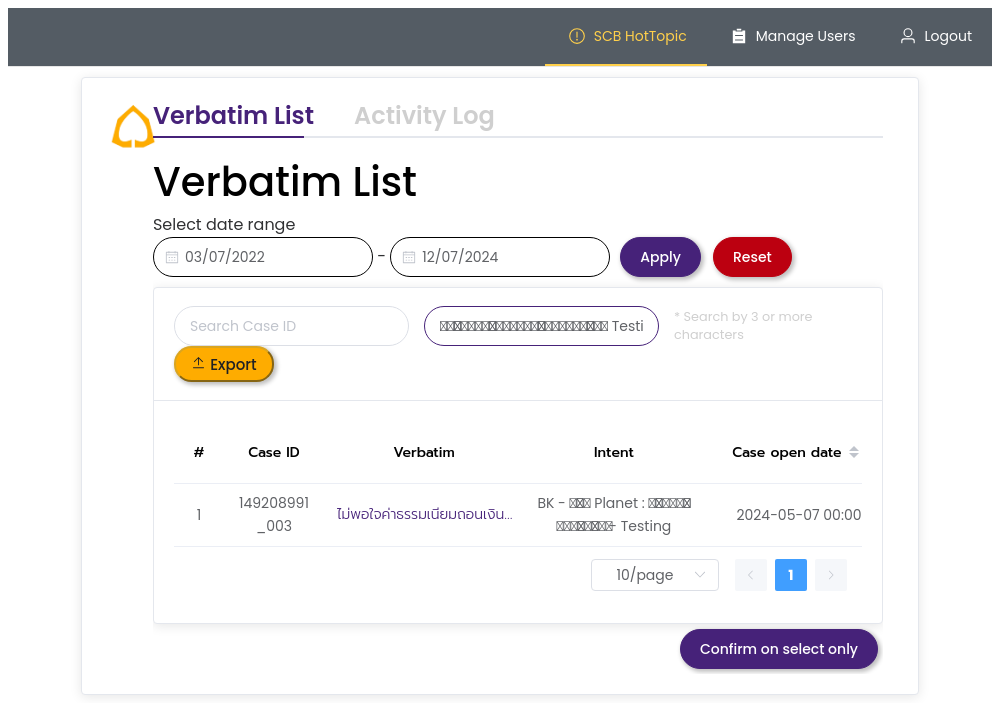 SCB HotTopic
Manage Users
Logout
Verbatim List
Activity Log
Verbatim List
Select date range
03/07/2022 - 12/07/2024
Apply
Reset
Search Case ID
Testi
* Search by 3 or more
characters
Export
# Case ID Verbatim Intent Case open date
1
149208991
_003
ไม่พอใจค่าธรรมเนียมถอนเงิน...
BK - Planet :
- Testing
2024-05-07 00:00
10/page
1
Confirm on select only